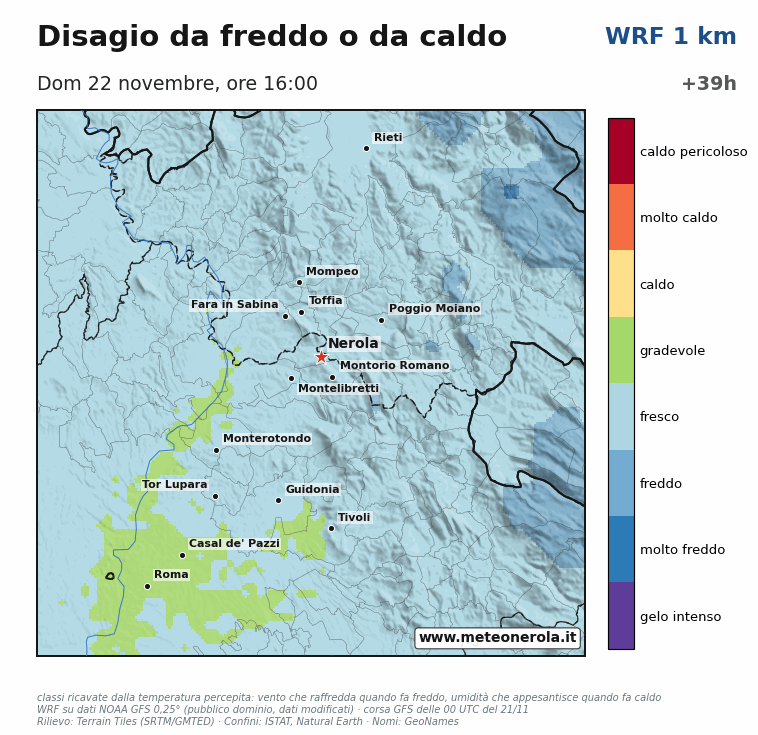 Disagio da freddo o da caldo
WRF 1 km
Dom 22 novembre, ore 16:00
+39h
Rieti
Mompeo
Fara in Sabina
Toffia
Poggio Moiano
Nerola
Montorio Romano
Montelibretti
Monterotondo
Tor Lupara
Guidonia
Tivoli
Casal de' Pazzi
Roma
www.meteonerola.it
caldo pericoloso
molto caldo
caldo
gradevole
fresco
freddo
molto freddo
gelo intenso
classi ricavate dalla temperatura percepita: vento che raffredda quando fa freddo, umidità che appesantisce quando fa caldo
WRF su dati NOAA GFS 0,25° (pubblico dominio, dati modificati) · corsa GFS delle 00 UTC del 21/11
Rilievo: Terrain Tiles (SRTM/GMTED) · Confini: ISTAT, Natural Earth · Nomi: GeoNames